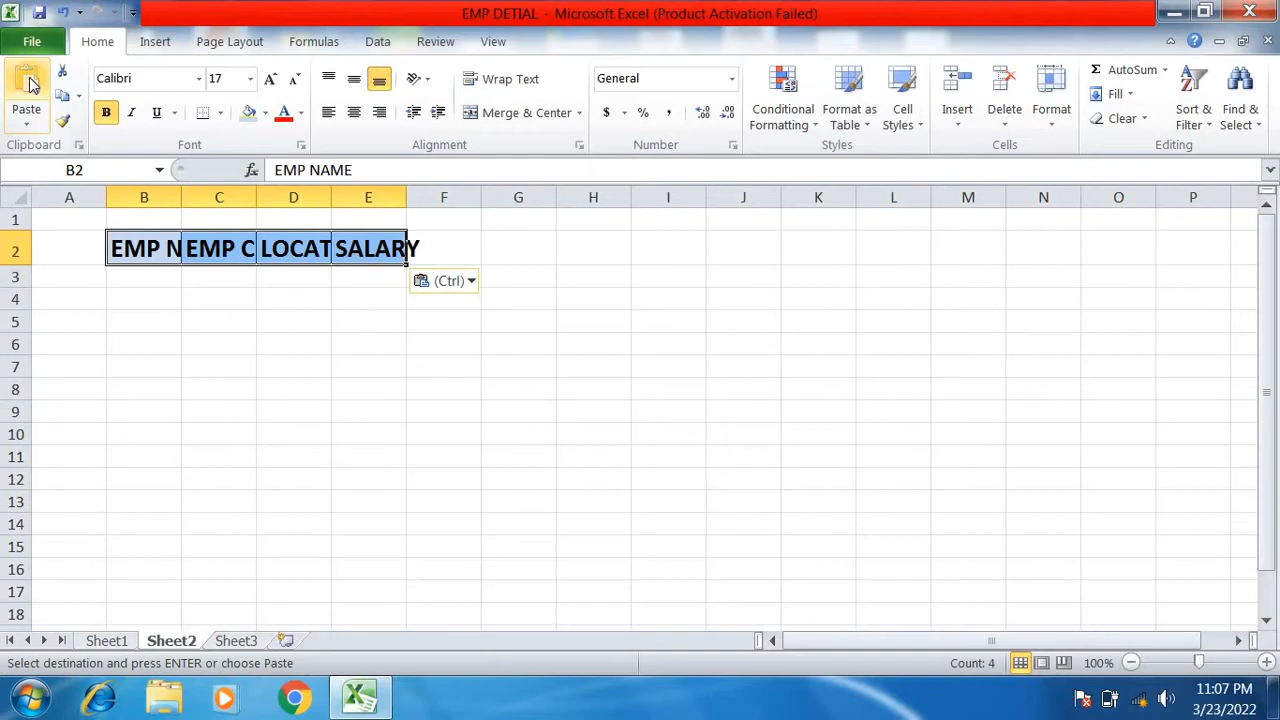 EMP DETIAL - Microsoft Excel (Product Activation Failed)
File Home Insert Page Layout Formulas Data Review View
Paste
Calibri 17
B I U A
Wrap Text
Merge & Center
General
$ % ,
Conditional Formatting
Format as Table
Cell Styles
Insert
Delete
Format
AutoSum
Fill
Clear
Sort & Filter
Find & Select
Clipboard Font Alignment Number Styles Cells Editing
B2 fx EMP NAME
A B C D E F G H I J K L M N O P
1
2 EMP N EMP C LOCAT SALARY
3 (Ctrl)
4
5
6
7
8
9
10
11
12
13
14
15
16
17
18
Sheet1 Sheet2 Sheet3
Select destination and press ENTER or choose Paste Count: 4 100%
11:07 PM
3/23/2022